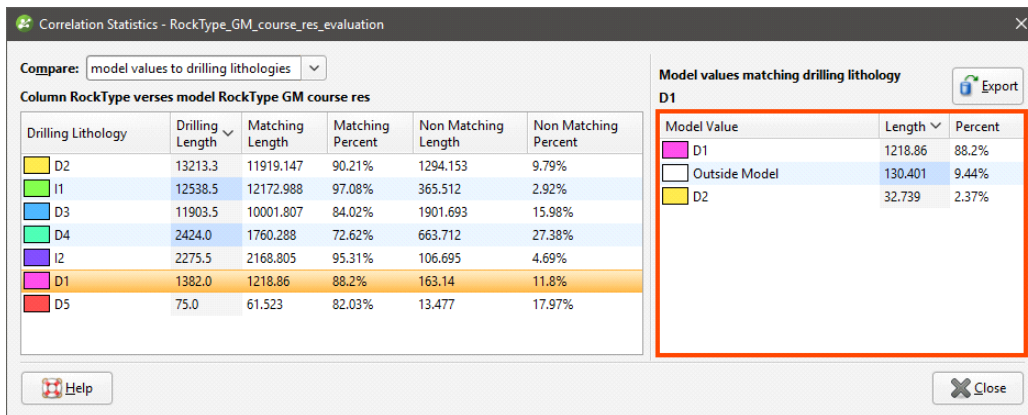 Correlation Statistics - RockType_GM_course_res_evaluation
Compare: model values to drilling lithologies
Column RockType verses model RockType GM course res
Drilling Lithology Drilling Length Matching Length Matching Percent Non Matching Length Non Matching Percent
D2 13213.3 11919.147 90.21% 1294.153 9.79%
I1 12538.5 12172.988 97.08% 365.512 2.92%
D3 11903.5 10001.807 84.02% 1901.693 15.98%
D4 2424.0 1760.288 72.62% 663.712 27.38%
I2 2275.5 2168.805 95.31% 106.695 4.69%
D1 1382.0 1218.86 88.2% 163.14 11.8%
D5 75.0 61.523 82.03% 13.477 17.97%
Model values matching drilling lithology
D1
Export
Model Value Length Percent
D1 1218.86 88.2%
Outside Model 130.401 9.44%
D2 32.739 2.37%
Help
Close